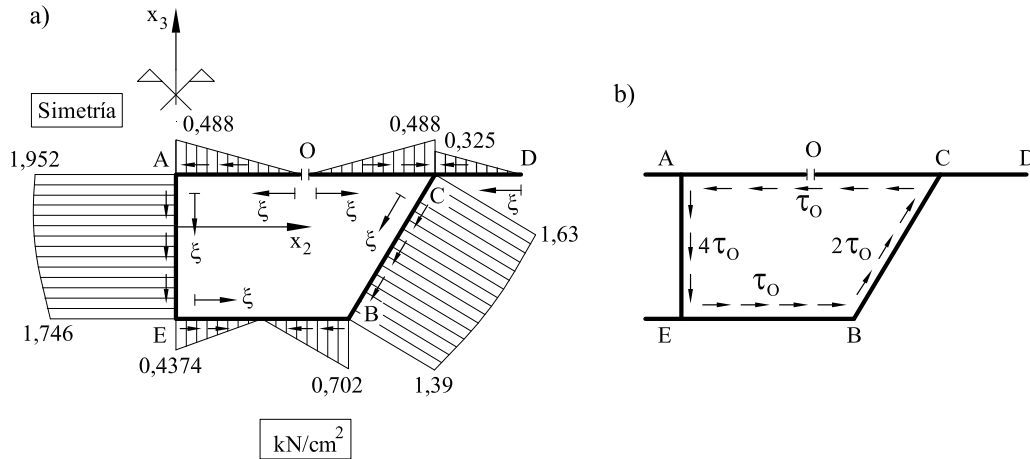 a)
x3
Simetría
0,488
O
0,488
0,325
1,952
A
D
ξ
ξ
C
ξ
ξ
ξ
x2
1,63
ξ
B
1,746
E
0,4374
0,702
1,39
kN/cm2
b)
A
O
C
D
τO
4τO
2τO
τO
E
B